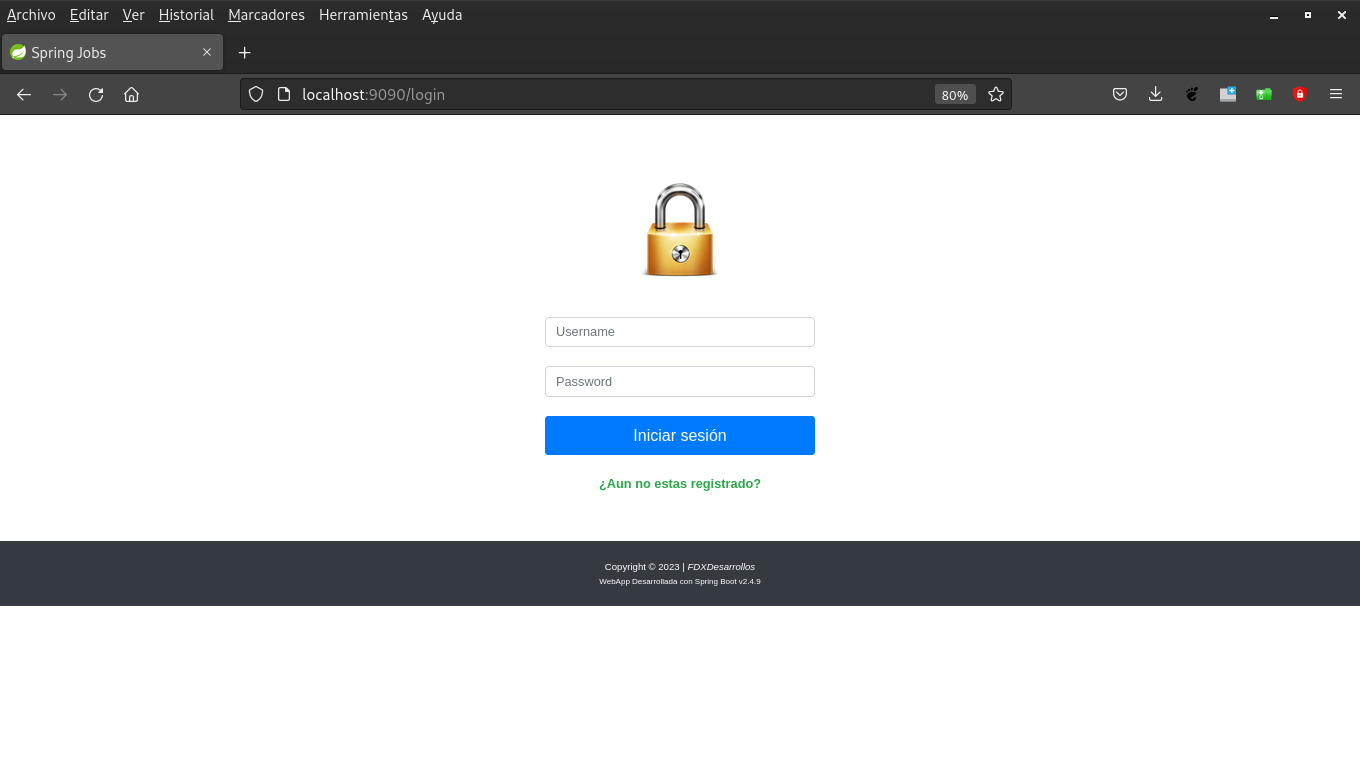 Archivo Editar Ver Historial Marcadores Herramientas Ayuda
Spring Jobs
localhost:9090/login 80%
Username
Password
Iniciar sesión
¿Aun no estas registrado?
Copyright © 2023 | FDXDesarrollos
WebApp Desarrollada con Spring Boot v2.4.9